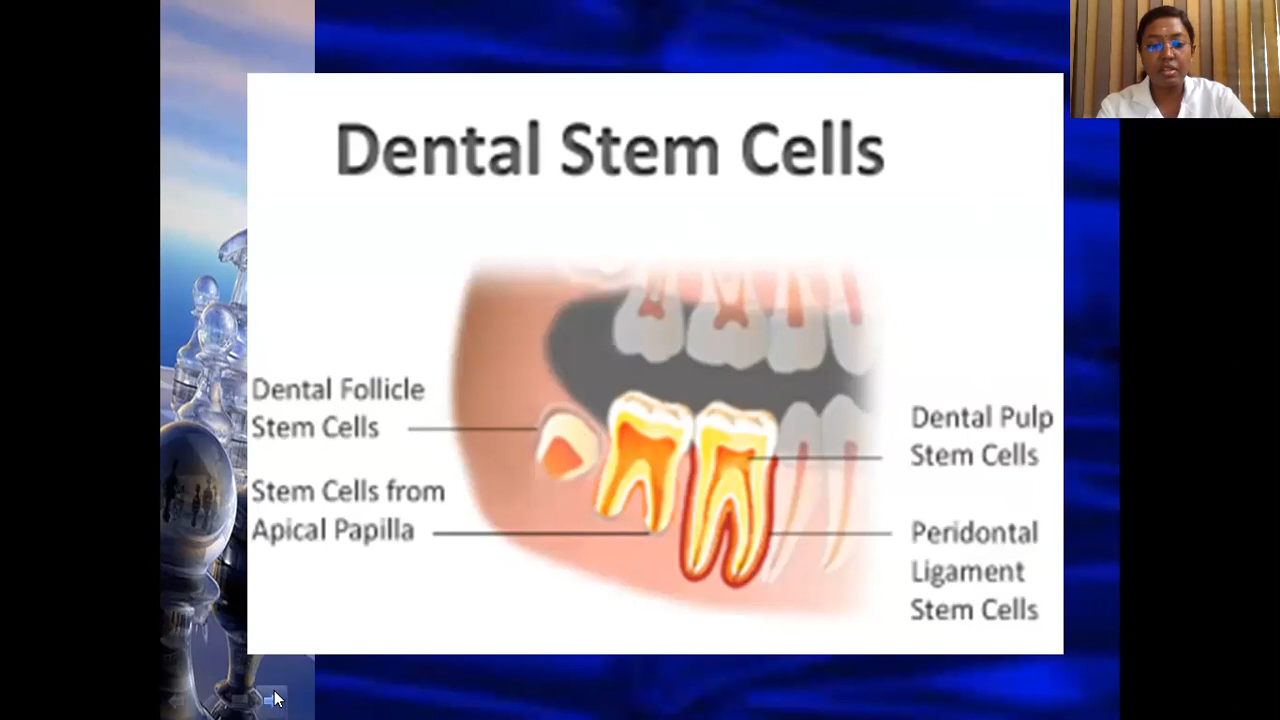 Dental Stem Cells
Dental Follicle
Stem Cells
Stem Cells from
Apical Papilla
Dental Pulp
Stem Cells
Peridontal
Ligament
Stem Cells